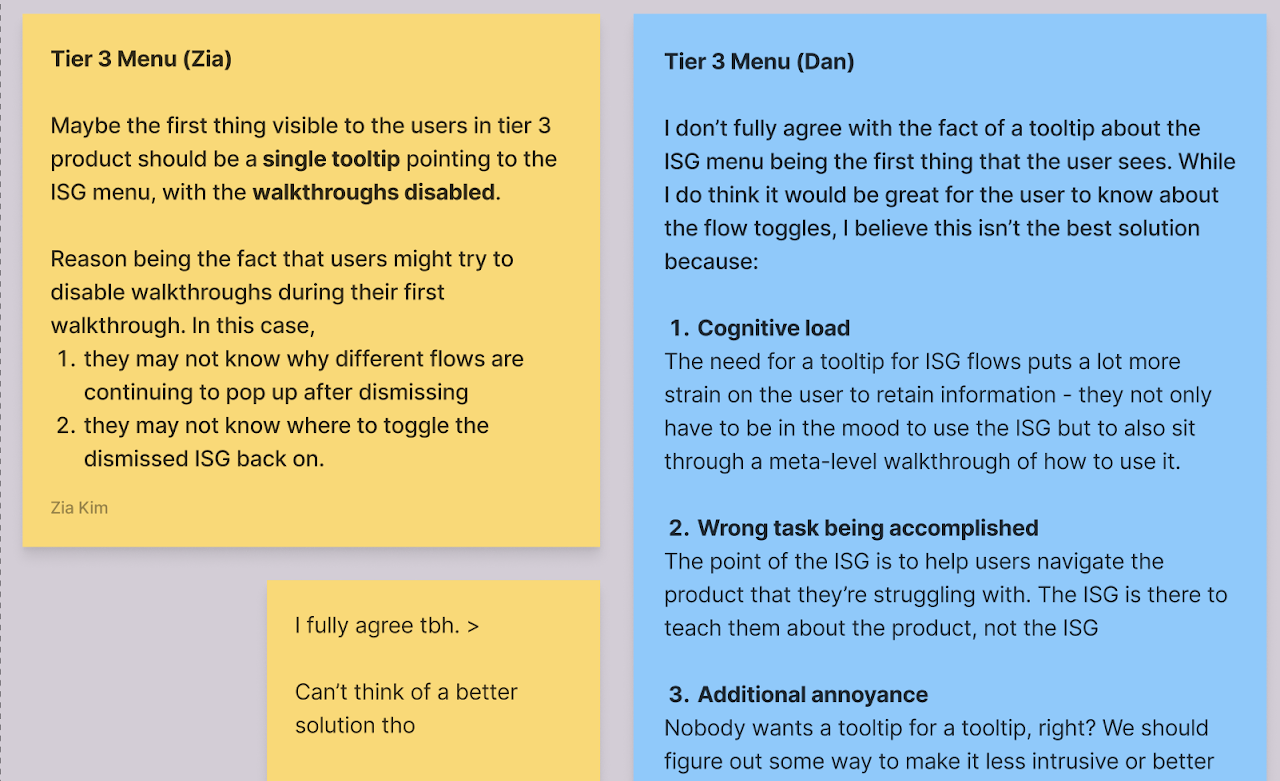 Tier 3 Menu (Zia)
Maybe the first thing visible to the users in tier 3
product should be a single tooltip pointing to the
ISG menu, with the walkthroughs disabled.
Reason being the fact that users might try to
disable walkthroughs during their first
walkthrough. In this case,
1. they may not know why different flows are
continuing to pop up after dismissing
2. they may not know where to toggle the
dismissed ISG back on.
Zia Kim
I fully agree tbh. >
Can’t think of a better
solution tho
Tier 3 Menu (Dan)
I don’t fully agree with the fact of a tooltip about the
ISG menu being the first thing that the user sees. While
I do think it would be great for the user to know about
the flow toggles, I believe this isn’t the best solution
because:
1. Cognitive load
The need for a tooltip for ISG flows puts a lot more
strain on the user to retain information - they not only
have to be in the mood to use the ISG but to also sit
through a meta-level walkthrough of how to use it.
2. Wrong task being accomplished
The point of the ISG is to help users navigate the
product that they’re struggling with. The ISG is there to
teach them about the product, not the ISG
3. Additional annoyance
Nobody wants a tooltip for a tooltip, right? We should
figure out some way to make it less intrusive or better